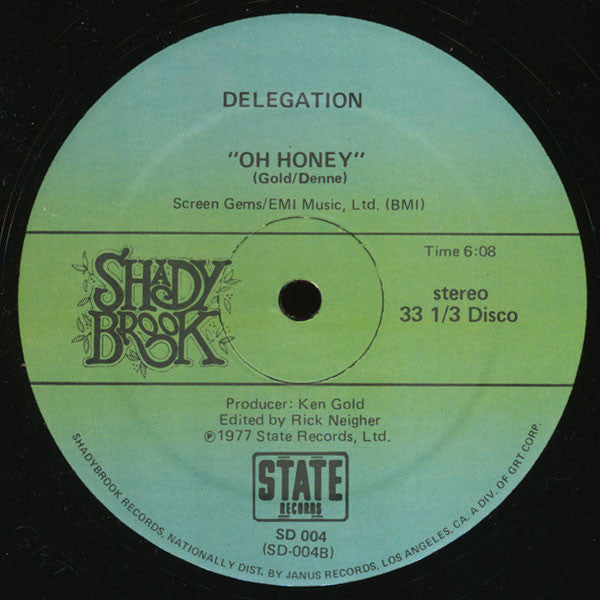 DELEGATION
"OH HONEY"
(Gold/Denne)
Screen Gems/EMI Music, Ltd. (BMI)
Time 6:08
SHADY
BROOK
stereo
33 1/3 Disco
Producer: Ken Gold
Edited by Rick Neigher
℗1977 State Records, Ltd.
STATE
RECORDS
SD 004
(SD-004B)
SHADYBROOK RECORDS, NATIONALLY DIST. BY JANUS RECORDS, LOS ANGELES, CA. A DIV. OF GRT CORP.
GRT